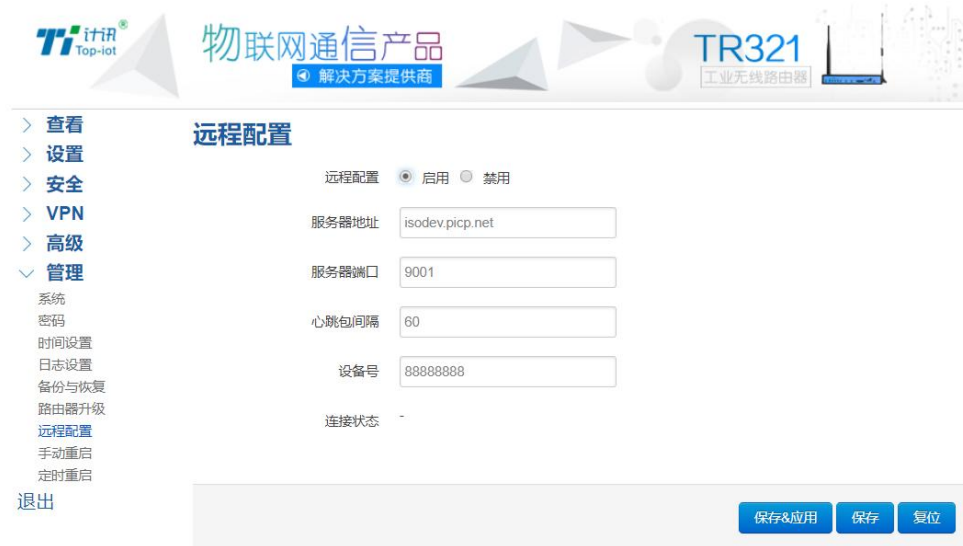 计讯®
Top-iot
物联网通信产品
解决方案提供商
TR321
工业无线路由器
查看
设置
安全
VPN
高级
管理
系统
密码
时间设置
日志设置
备份与恢复
路由器升级
远程配置
手动重启
定时重启
退出
远程配置
远程配置 启用 禁用
服务器地址 isodev.picp.net
服务器端口 9001
心跳包间隔 60
设备号 88888888
连接状态 -
保存&应用 保存 复位